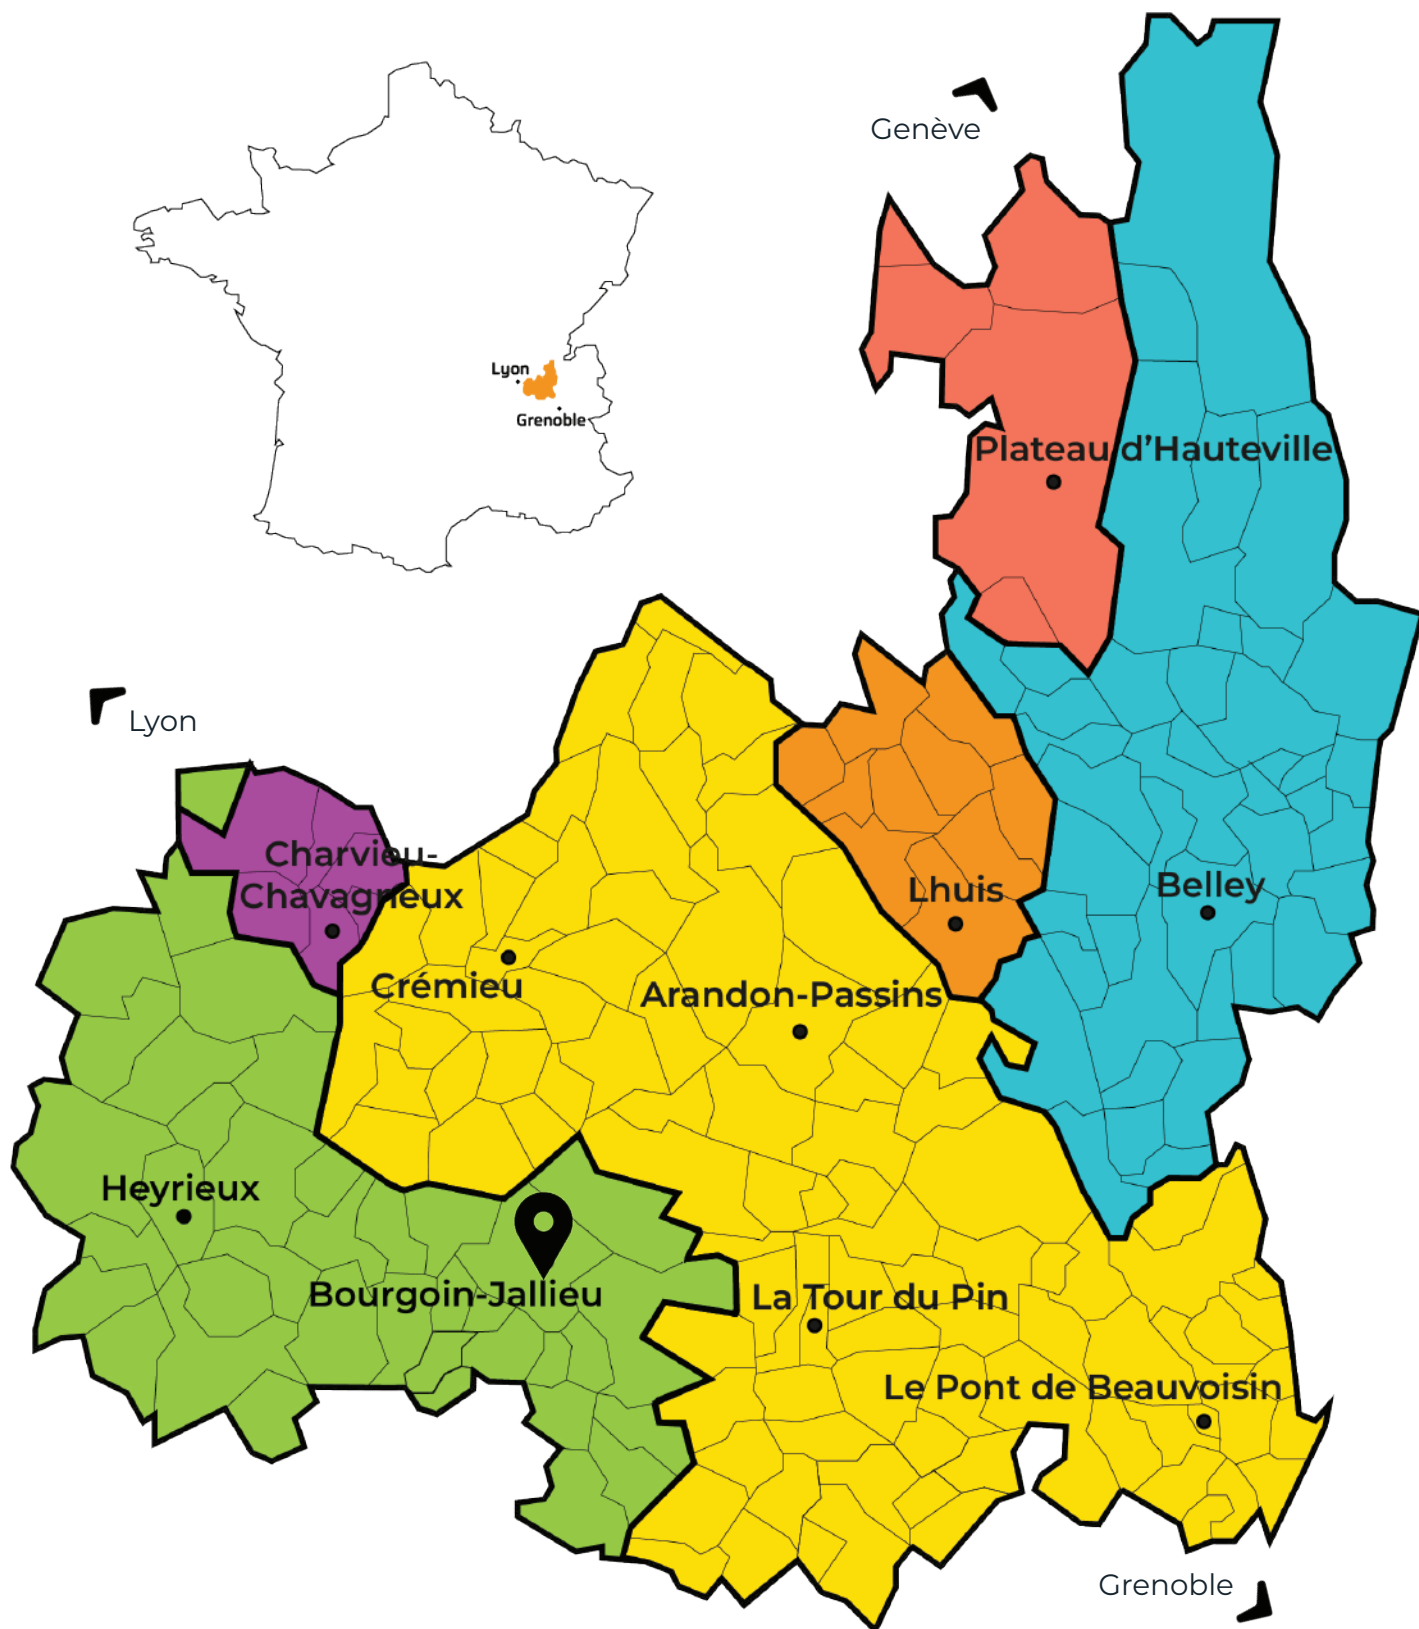 Genève
Lyon
Grenoble
Plateau d'Hauteville
Lyon
Charvieu-
Chavagneux
Lhuis
Belley
Crémieu
Arandon-Passins
Heyrieux
Bourgoin-Jallieu
La Tour du Pin
Le Pont de Beauvoisin
Grenoble